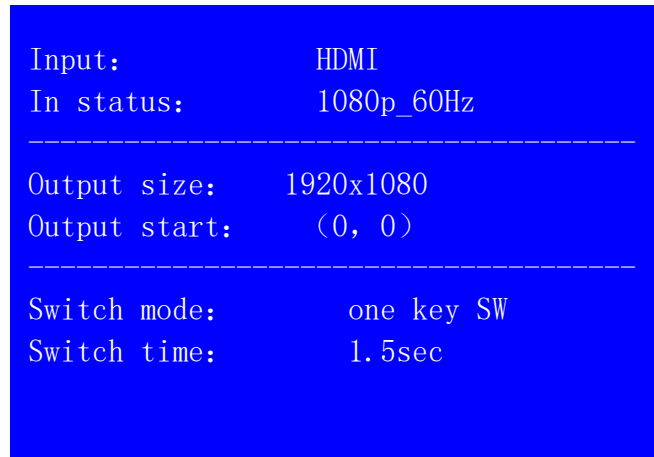 Input： HDMI
In status： 1080p_60Hz
--------------------------------------
Output size： 1920x1080
Output start： （0, 0）
--------------------------------------
Switch mode： one key SW
Switch time： 1.5sec